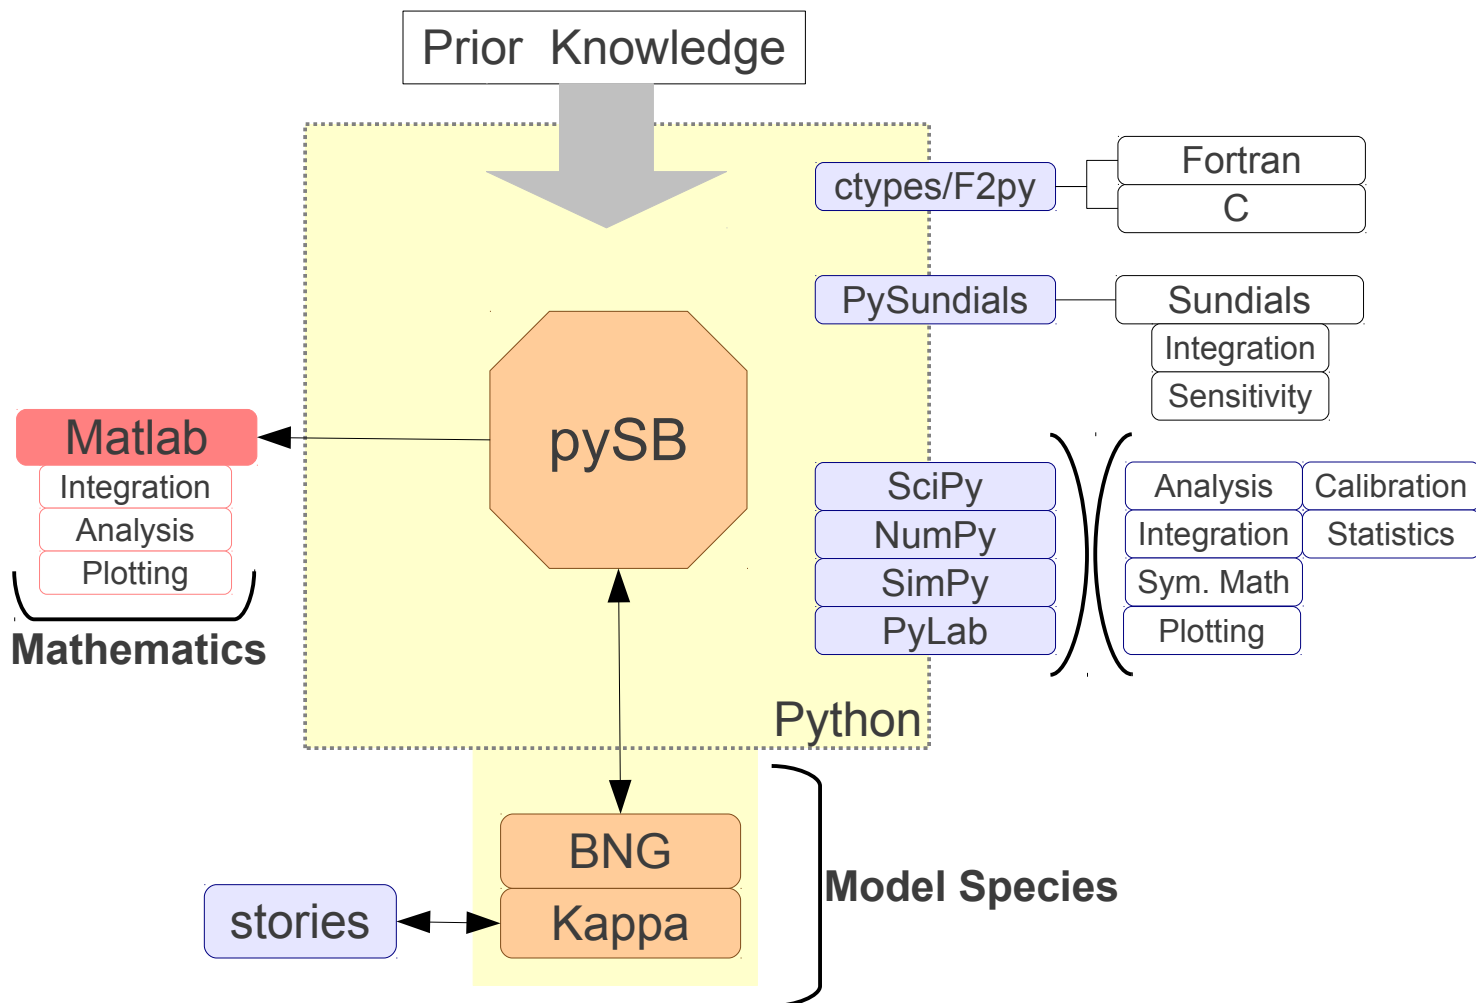 Prior Knowledge
ctypes/F2py
Fortran
C
PySundials
Sundials
Integration
Sensitivity
pySB
Matlab
Integration
Analysis
Plotting
Mathematics
SciPy
NumPy
SimPy
PyLab
Analysis Calibration
Integration Statistics
Sym. Math
Plotting
Python
BNG
Kappa
stories
Model Species